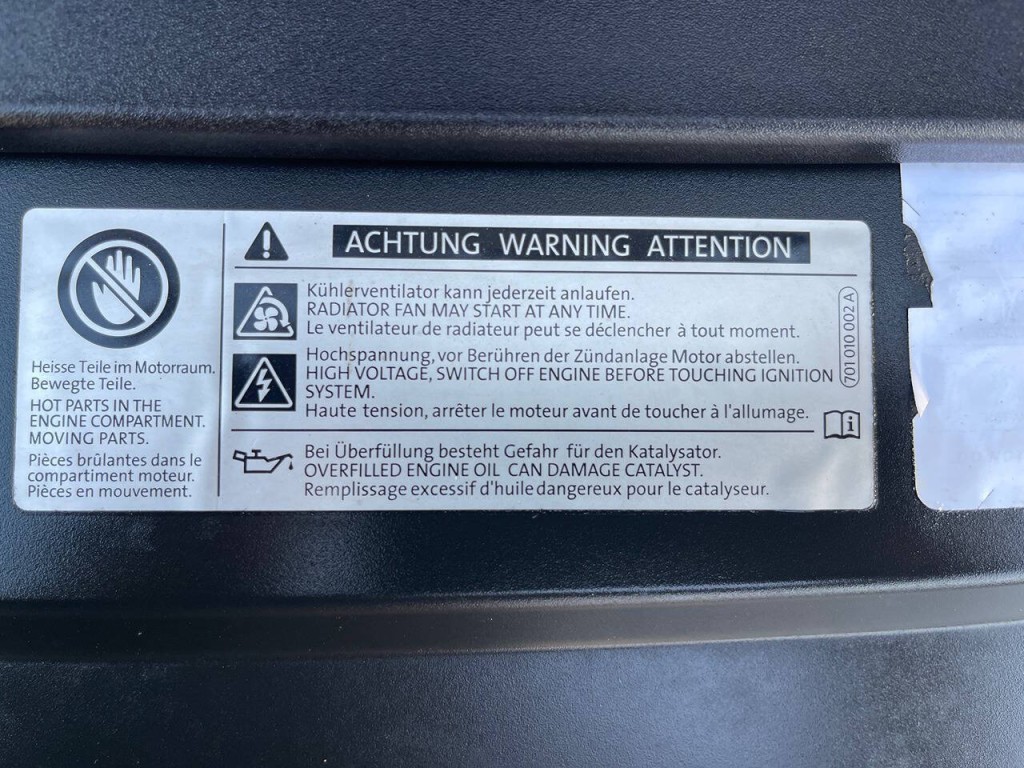 Heisse Teile im Motorraum.
Bewegte Teile.
HOT PARTS IN THE
ENGINE COMPARTMENT.
MOVING PARTS.
Pièces brûlantes dans le
compartiment moteur.
Pièces en mouvement.
ACHTUNG WARNING ATTENTION
Kühlerventilator kann jederzeit anlaufen.
RADIATOR FAN MAY START AT ANY TIME.
Le ventilateur de radiateur peut se déclencher à tout moment.
Hochspannung, vor Berühren der Zündanlage Motor abstellen.
HIGH VOLTAGE, SWITCH OFF ENGINE BEFORE TOUCHING IGNITION
SYSTEM.
Haute tension, arrêter le moteur avant de toucher à l'allumage.
Bei Überfüllung besteht Gefahr für den Katalysator.
OVERFILLED ENGINE OIL CAN DAMAGE CATALYST.
Remplissage excessif d'huile dangereux pour le catalyseur.
701 010 002 A